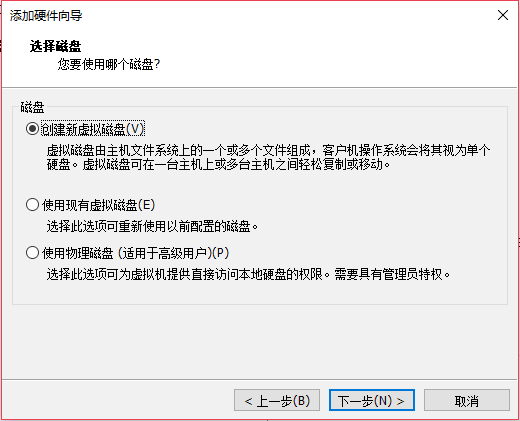 添加硬件向导
选择磁盘
您要使用哪个磁盘?
磁盘
创建新虚拟磁盘(V)
虚拟磁盘由主机文件系统上的一个或多个文件组成，客户机操作系统会将其视为单个
硬盘。虚拟磁盘可在一台主机上或多台主机之间轻松复制或移动。
使用现有虚拟磁盘(E)
选择此选项可重新使用以前配置的磁盘。
使用物理磁盘 (适用于高级用户)(P)
选择此选项可为虚拟机提供直接访问本地硬盘的权限。需要具有管理员特权。
< 上一步(B)
下一步(N) >
取消